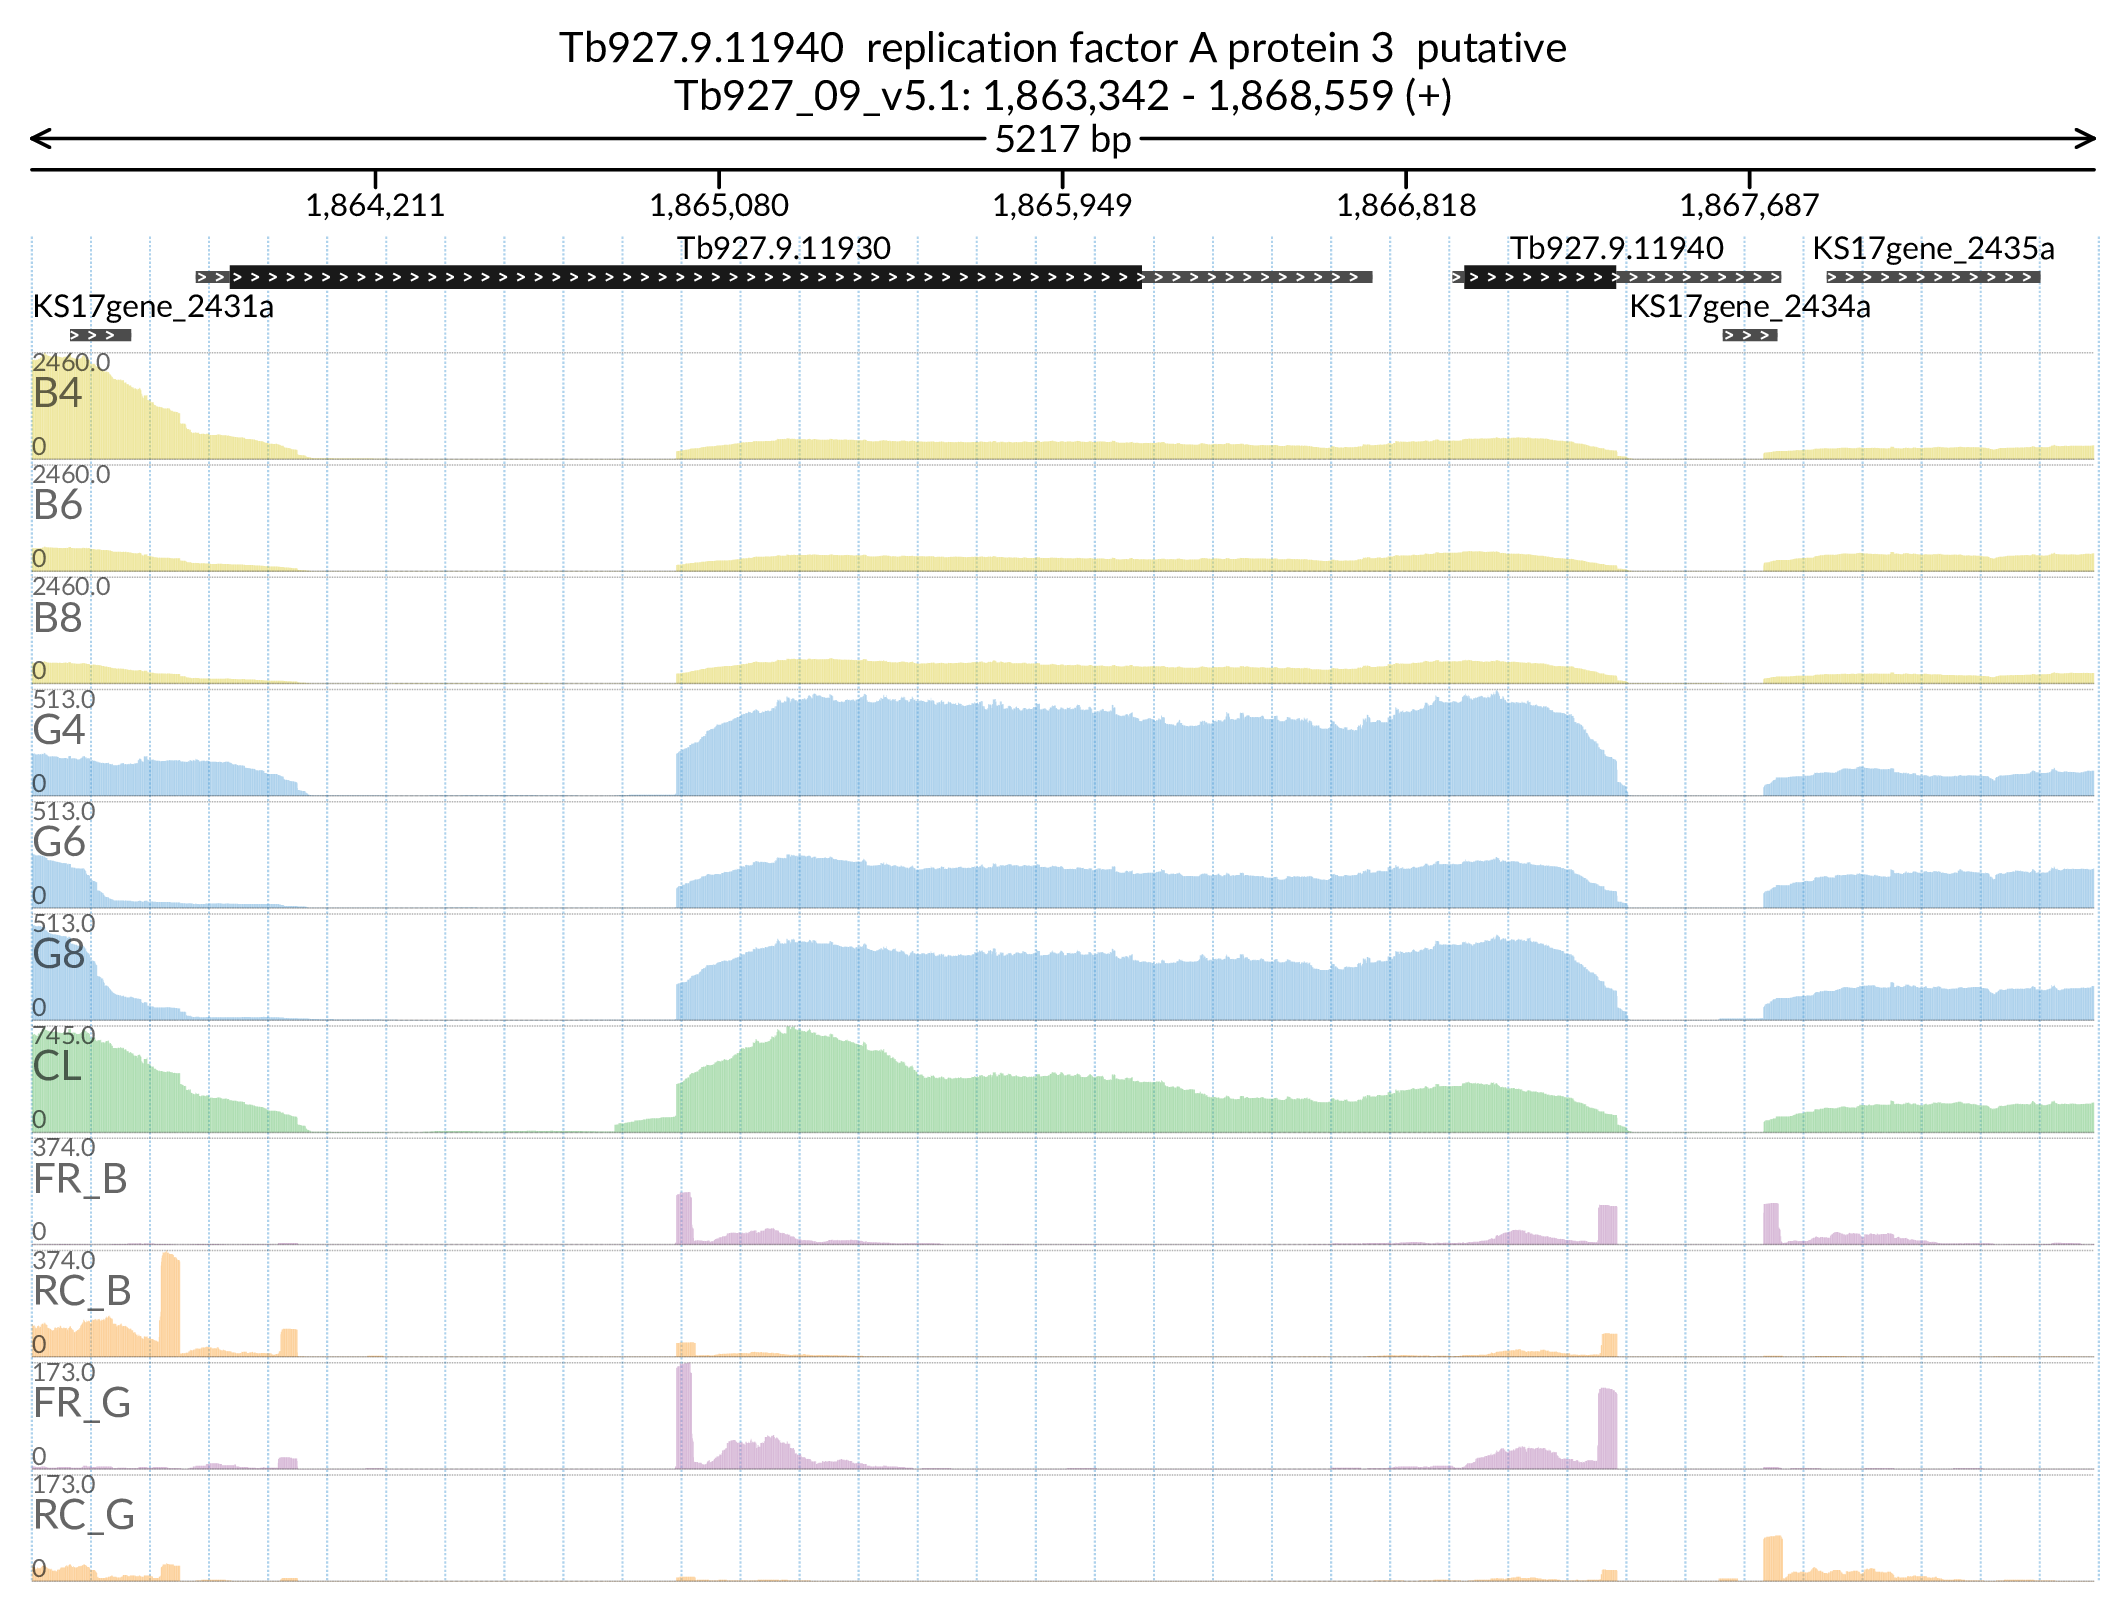 Tb927.9.11940  replication factor A protein 3  putative
Tb927_09_v5.1: 1,863,342 - 1,868,559 (+)
5217 bp
1,864,211 1,865,080 1,865,949 1,866,818 1,867,687
Tb927.9.11930 Tb927.9.11940 KS17gene_2435a
KS17gene_2431a KS17gene_2434a
2460.0
B4
0
2460.0
B6
0
2460.0
B8
0
513.0
G4
0
513.0
G6
0
513.0
G8
0
745.0
CL
0
374.0
FR_B
0
374.0
RC_B
0
173.0
FR_G
0
173.0
RC_G
0